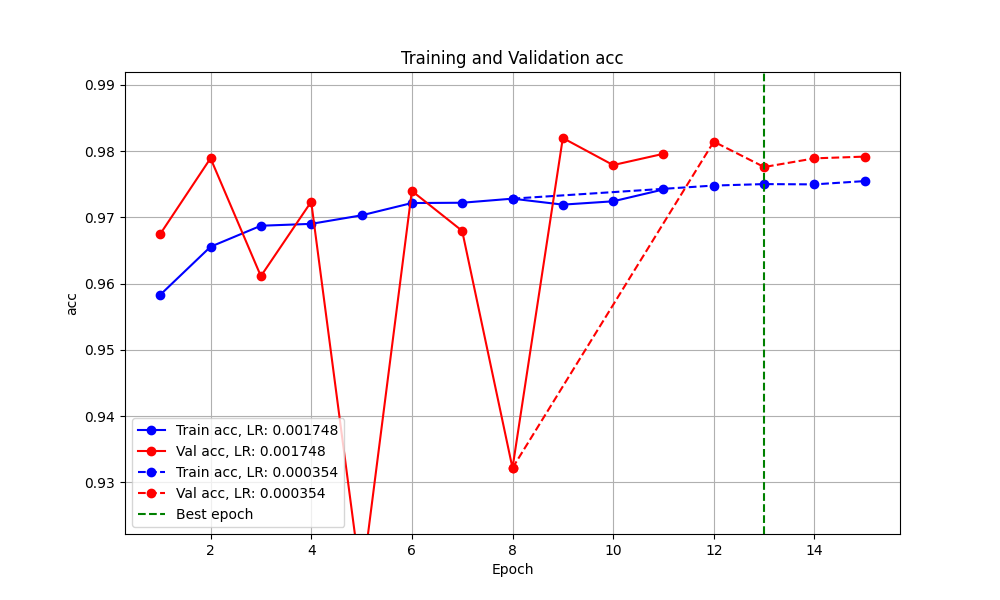 Training and Validation acc
0.99
0.98
0.97
0.96
0.95
0.94
0.93
acc
Train acc, LR: 0.001748
Val acc, LR: 0.001748
Train acc, LR: 0.000354
Val acc, LR: 0.000354
Best epoch
2 4 6 8 10 12 14
Epoch